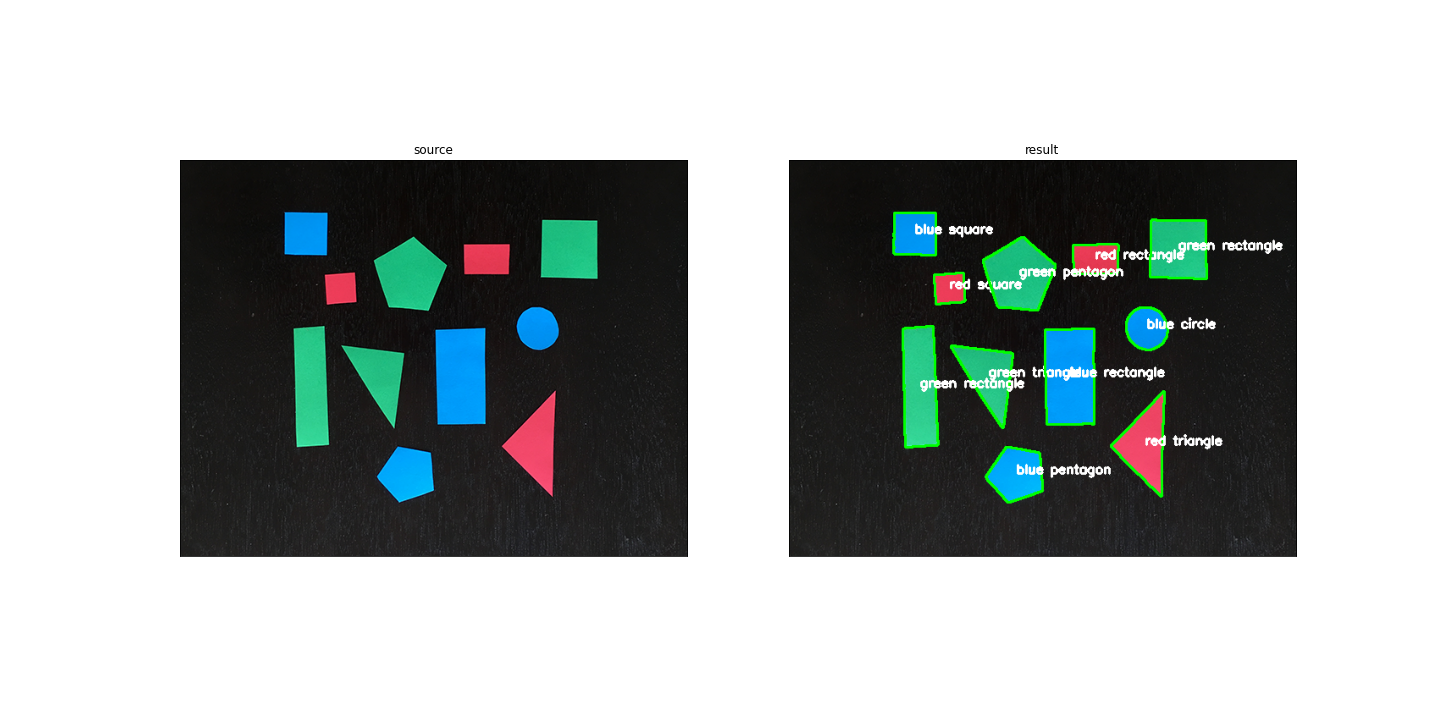 source
result
blue square
green rectangle
red rectangle
green pentagon
red square
blue circle
green triangle
blue rectangle
green rectangle
red triangle
blue pentagon